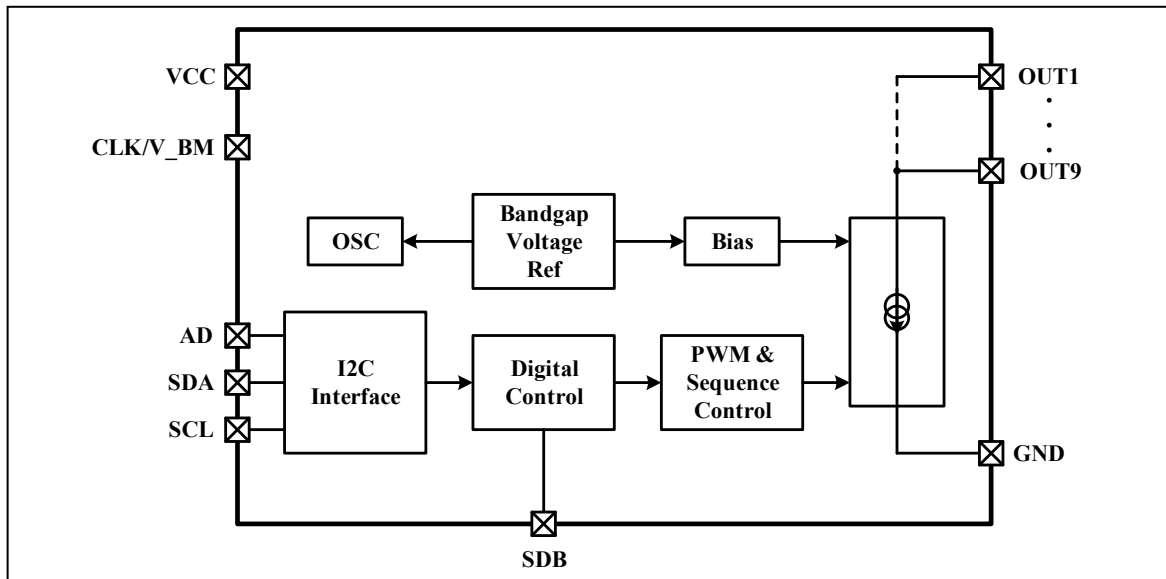 VCC
OUT1
CLK/V_BM
OUT9
OSC
Bandgap
Voltage
Ref
Bias
AD
SDA
SCL
I2C
Interface
Digital
Control
PWM &
Sequence
Control
GND
SDB